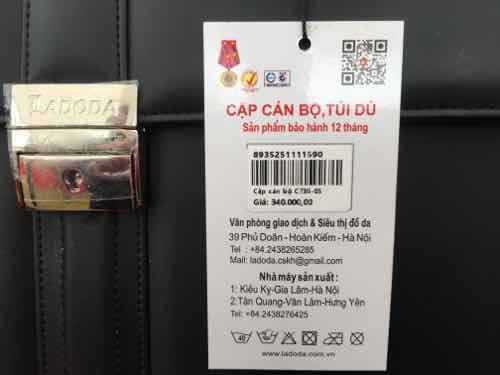 LADODA
CẶP CÁN BỘ,TÚI DÙ
Sản phẩm bảo hành 12 tháng
8935251111590
Cặp cán bộ C73G-05
Giá: 340.000,00
Văn phòng giao dịch & Siêu thị đồ da
39 Phủ Doãn - Hoàn Kiếm - Hà Nội
Tel : +84.2438265285
Mail: ladoda.cskh@gmail.com
Nhà máy sản xuất :
1: Kiêu Kỵ-Gia Lâm-Hà Nội
2:Tân Quang-Văn Lâm-Hưng Yên
Tel: +84.2438276425
40
www.ladoda.com.vn